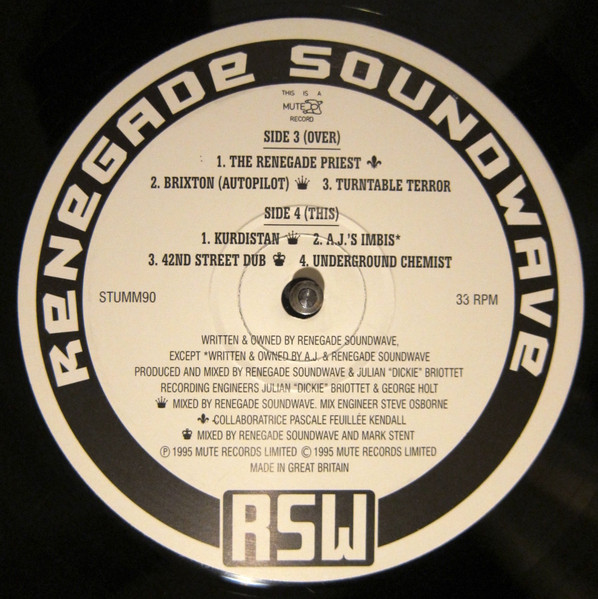 RENEGADE SOUNDWAVE
THIS IS A
MUTE
RECORD
SIDE 3 (OVER)
1. THE RENEGADE PRIEST
2. BRIXTON (AUTOPILOT) 3. TURNTABLE TERROR
SIDE 4 (THIS)
1. KURDISTAN 2. A.J.'S IMBIS*
3. 42ND STREET DUB 4. UNDERGROUND CHEMIST
STUMM90 33 RPM
WRITTEN & OWNED BY RENEGADE SOUNDWAVE,
EXCEPT *WRITTEN & OWNED BY A.J. & RENEGADE SOUNDWAVE
PRODUCED AND MIXED BY RENEGADE SOUNDWAVE & JULIAN "DICKIE" BRIOTTET
RECORDING ENGINEERS JULIAN "DICKIE" BRIOTTET & GEORGE HOLT
MIXED BY RENEGADE SOUNDWAVE. MIX ENGINEER STEVE OSBORNE
COLLABORATRICE PASCALE FEUILLÉE KENDALL
MIXED BY RENEGADE SOUNDWAVE AND MARK STENT
℗ 1995 MUTE RECORDS LIMITED © 1995 MUTE RECORDS LIMITED
MADE IN GREAT BRITAIN
RSW